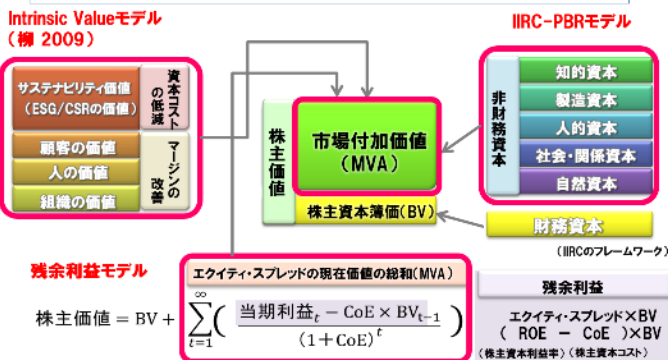 Intrinsic Valueモデル
(柳 2009)
サステナビリティ価値
(ESG/CSRの価値)
資本コスト
の低減
顧客の価値
人の価値
組織の価値
マージンの
改善
株主価値
市場付加価値
(MVA)
株主資本簿価(BV)
IIRC-PBRモデル
非財務資本
知的資本
製造資本
人的資本
社会・関係資本
自然資本
財務資本
(IIRCのフレームワーク)
残余利益モデル
エクイティ・スプレッドの現在価値の総和(MVA)
株主価値 = BV + ∑_{t=1}^{∞} ( (当期利益_t − CoE × BV_{t−1}) / (1+CoE)^t )
残余利益
エクイティ・スプレッド×BV
( ROE − CoE )×BV
(株主資本利益率) (株主資本コスト)